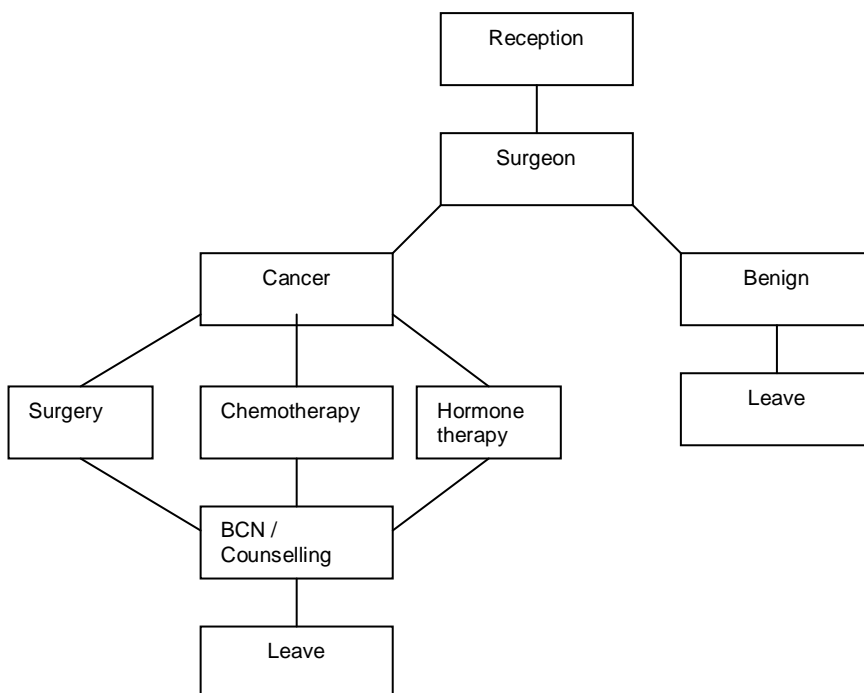 Reception
Surgeon
Cancer
Benign
Surgery
Chemotherapy
Hormone
therapy
Leave
BCN /
Counselling
Leave